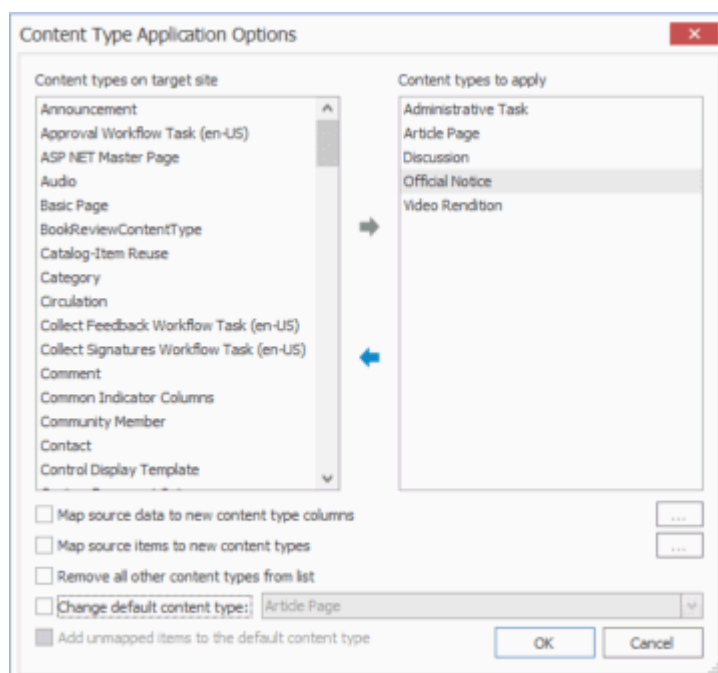 Content Type Application Options
Content types on target site
Content types to apply
Announcement
Approval Workflow Task (en-US)
ASP NET Master Page
Audio
Basic Page
BookReviewContentType
Catalog-Item Reuse
Category
Circulation
Collect Feedback Workflow Task (en-US)
Collect Signatures Workflow Task (en-US)
Comment
Common Indicator Columns
Community Member
Contact
Control Display Template
Administrative Task
Article Page
Discussion
Official Notice
Video Rendition
Map source data to new content type columns
...
Map source items to new content types
...
Remove all other content types from list
Change default content type: Article Page
Add unmapped items to the default content type
OK
Cancel